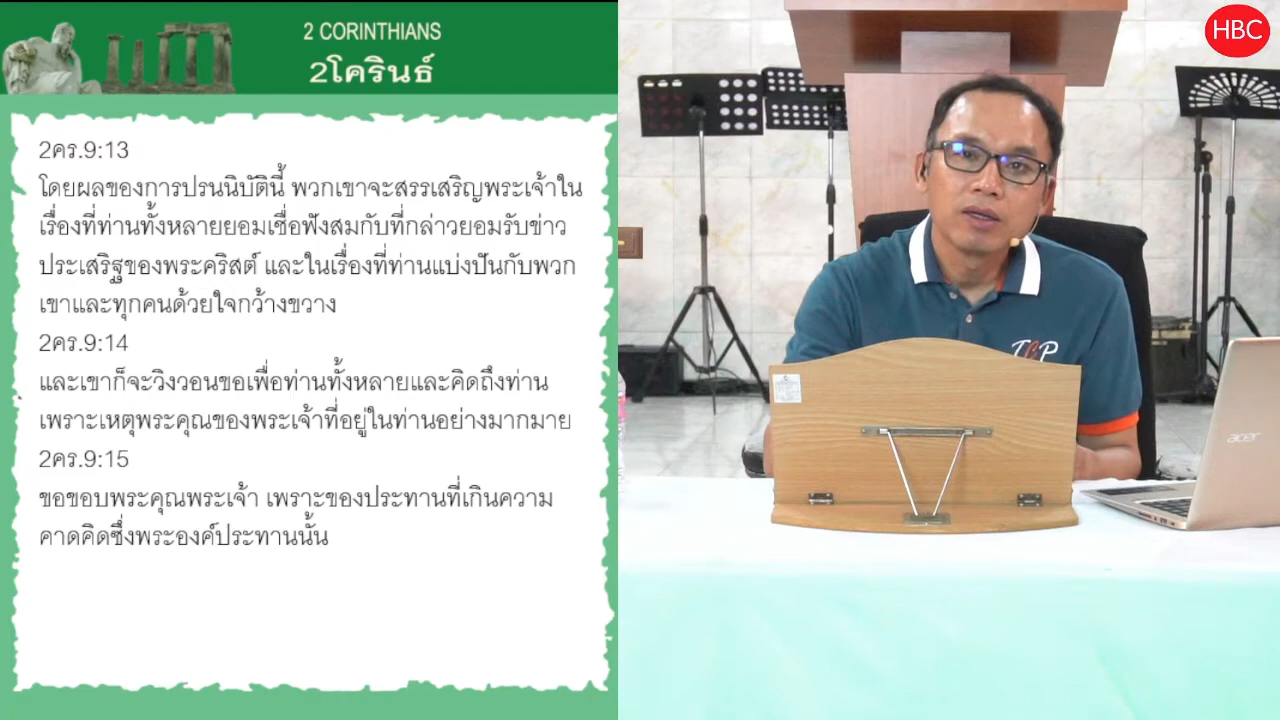 2 CORINTHIANS
2โครินธ์
2คร.9:13
โดยผลของการปรนนิบัตินี้ พวกเขาจะสรรเสริญพระเจ้าใน
เรื่องที่ท่านทั้งหลายยอมเชื่อฟังสมกับที่กล่าวยอมรับข่าว
ประเสริฐของพระคริสต์ และในเรื่องที่ท่านแบ่งปันกับพวก
เขาและทุกคนด้วยใจกว้างขวาง
2คร.9:14
และเขาก็จะวิงวอนขอเพื่อท่านทั้งหลายและคิดถึงท่าน
เพราะเหตุพระคุณของพระเจ้าที่อยู่ในท่านอย่างมากมาย
2คร.9:15
ขอขอบพระคุณพระเจ้า เพราะของประทานที่เกินความ
คาดคิดซึ่งพระองค์ประทานนั้น
HBC
acer